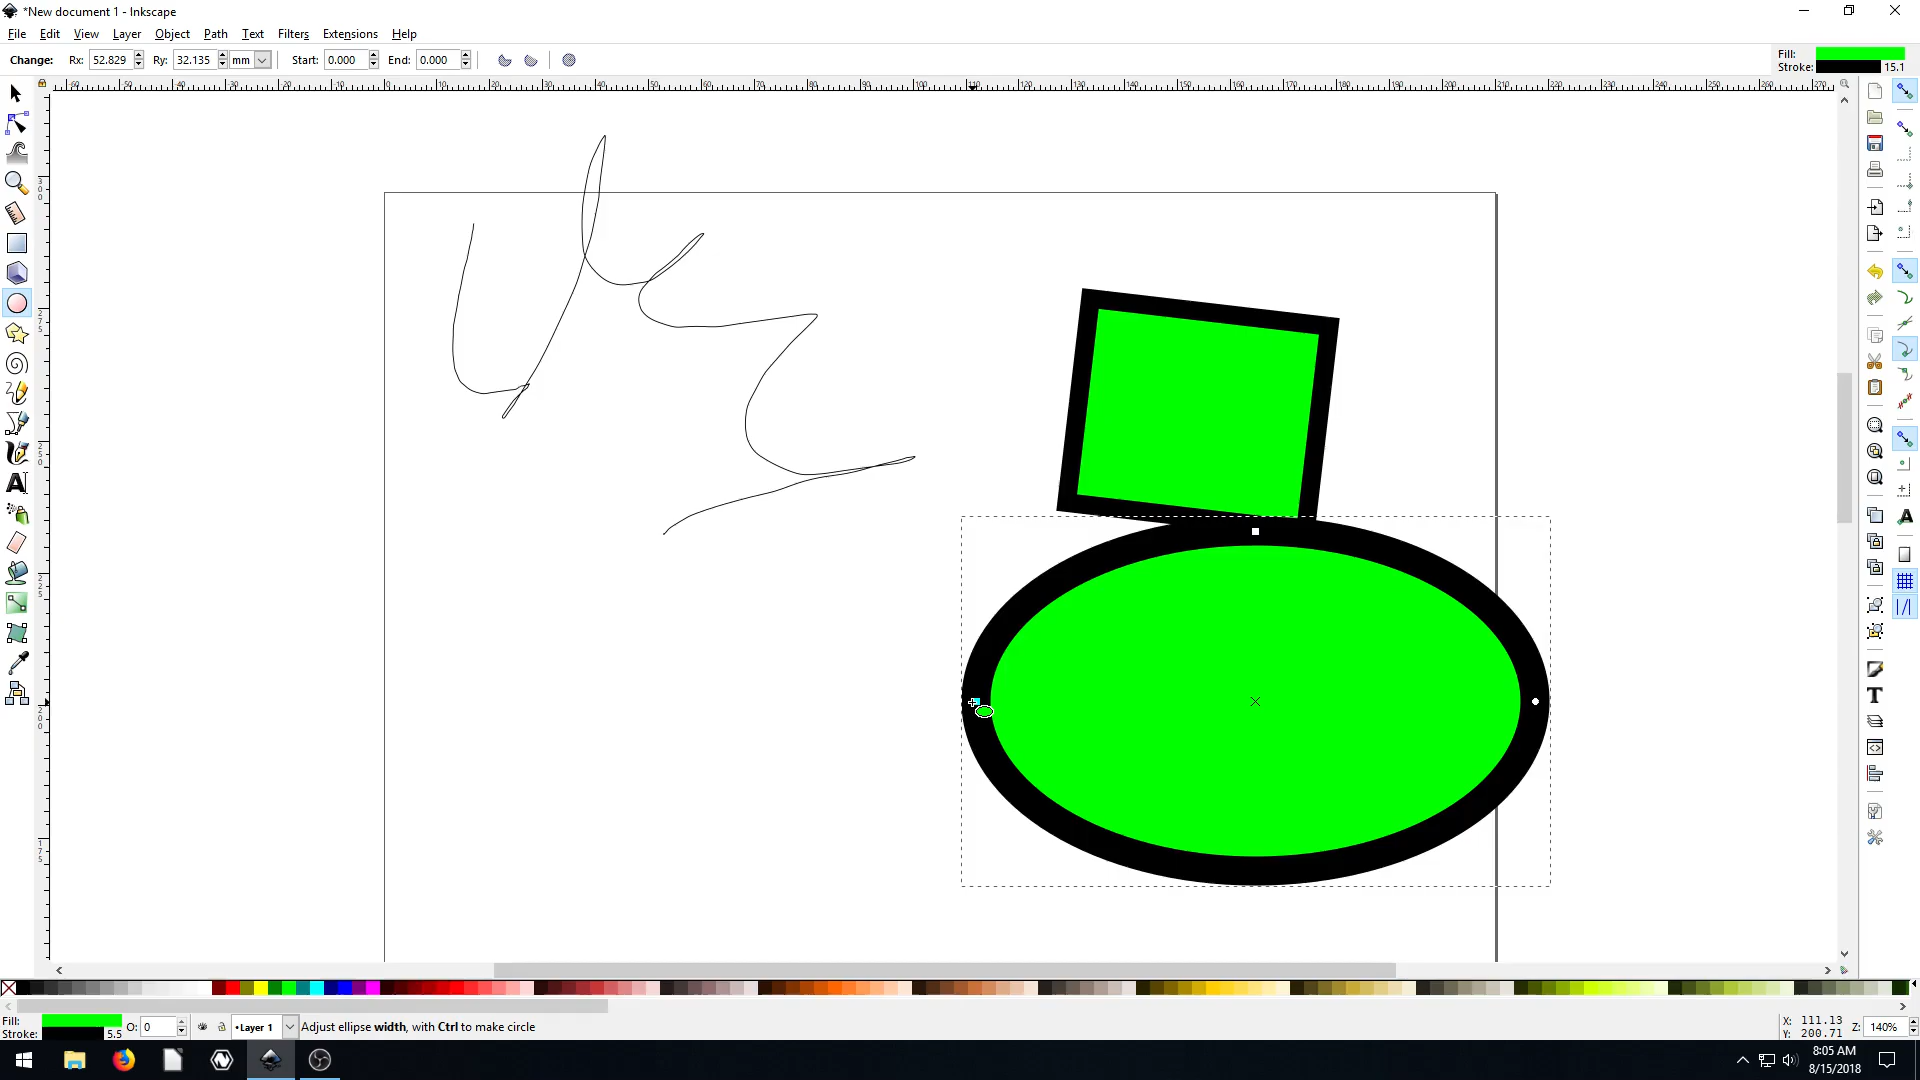 *New document 1 - Inkscape
File Edit View Layer Object Path Text Filters Extensions Help
Change: Rx: 52.829 Ry: 32.135 mm Start: 0.000 End: 0.000
Fill:
Stroke: 15.1
Fill:
Stroke: 5.5
O: 0
•Layer 1
Adjust ellipse width, with Ctrl to make circle
X: 111.13
Y: 200.71
Z: 140%
8:05 AM
8/15/2018